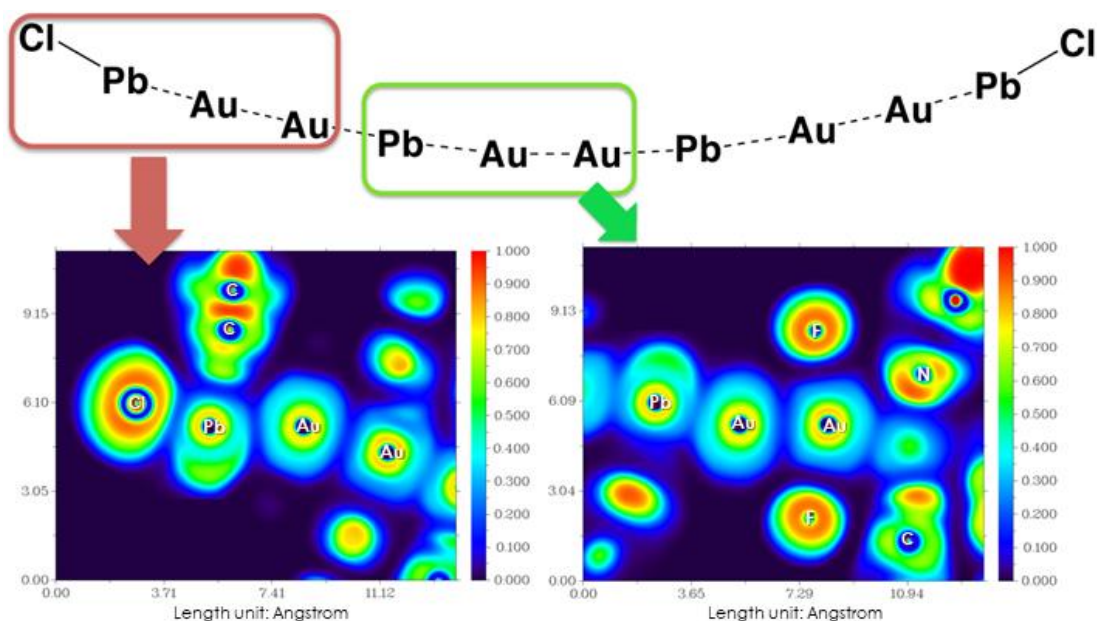 Cl Pb Au Au Pb Au Au Pb Au Au Pb Cl
1.000
0.900
0.800
0.700
0.600
0.500
0.400
0.300
0.200
0.100
0.000
9.15
6.10
3.05
0.00
0.00 3.71 7.41 11.12
Length unit: Angstrom
C
C
Cl
Pb
Au
Au
1.000
0.900
0.800
0.700
0.600
0.500
0.400
0.300
0.200
0.100
0.000
9.13
6.09
3.04
0.00
0.00 3.65 7.29 10.94
Length unit: Angstrom
O
F
N
Pb
Au
Au
F
C